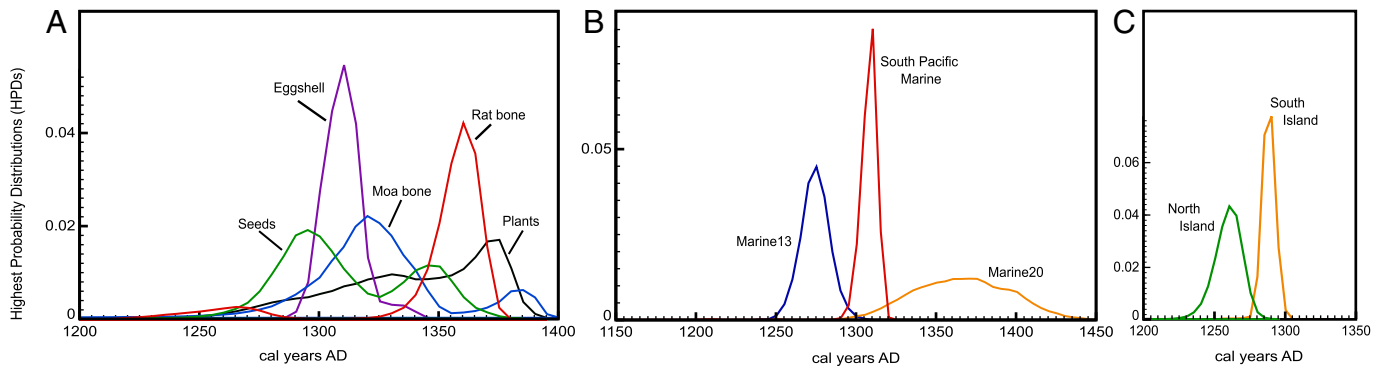 A
Highest Probability Distributions (HPDs)
0.04
0.02
0
Eggshell
Rat bone
Moa bone
Seeds
Plants
1200
1250
1300
1350
1400
cal years AD
B
0.05
0
South Pacific
Marine
Marine13
Marine20
1150
1200
1250
1300
1350
1400
1450
cal years AD
C
0.06
0.04
0.02
0
South
Island
North
Island
1200
1250
1300
1350
cal years AD